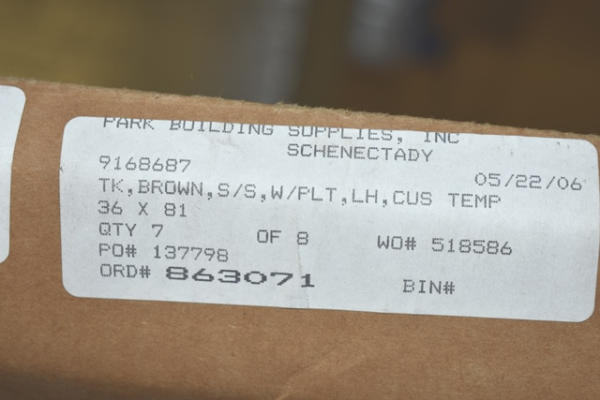 PARK BUILDING SUPPLIES, INC
SCHENECTADY
9168687 05/22/06
TK,BROWN,S/S,W/PLT,LH,CUS TEMP
36 X 81
QTY 7 OF 8 WO# 518586
PO# 137798
ORD# 863071 BIN#